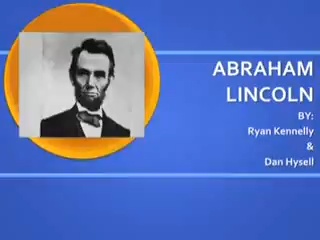 ABRAHAM
LINCOLN
BY:
Ryan Kennelly
&
Dan Hysell